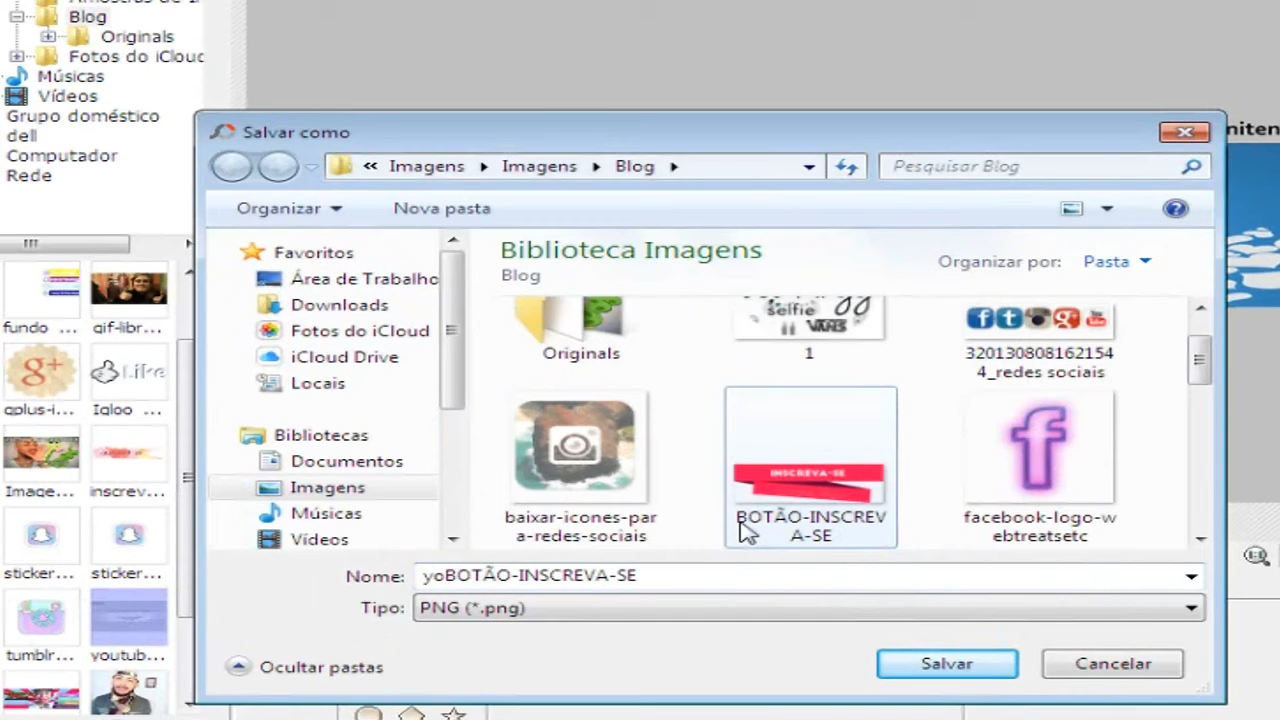 Blog
Originals
Fotos do iCloud
Músicas
Vídeos
Grupo doméstico
dell
Computador
Rede
fundo ...
gif-libr...
gplus-i...
Igloo ...
Image...
inscrev...
sticker...
sticker...
tumblr...
youtub...
Salvar como
« Imagens Imagens Blog
Pesquisar Blog
Organizar
Nova pasta
Favoritos
Área de Trabalho
Downloads
Fotos do iCloud
iCloud Drive
Locais
Bibliotecas
Documentos
Imagens
Músicas
Vídeos
Biblioteca Imagens
Blog
Organizar por: Pasta
selfie
VANS
Originals
1
320130808162154
4_redes sociais
INSCREVA-SE
baixar-icones-par
a-redes-sociais
BOTÃO-INSCREV
A-SE
facebook-logo-w
ebtreatsetc
Nome: yoBOTÃO-INSCREVA-SE
Tipo: PNG (*.png)
Ocultar pastas
Salvar
Cancelar